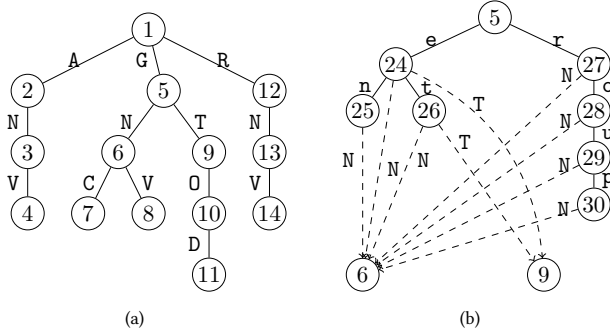 1
A G R
2 5 12
N N T N
3 6 9 13
V C V O V
4 7 8 10 14
D
11
(a)
5
e r
24 27
n t T N o
25 26 28
N T u
N N N 29
N p
N 30
6 9
(b)